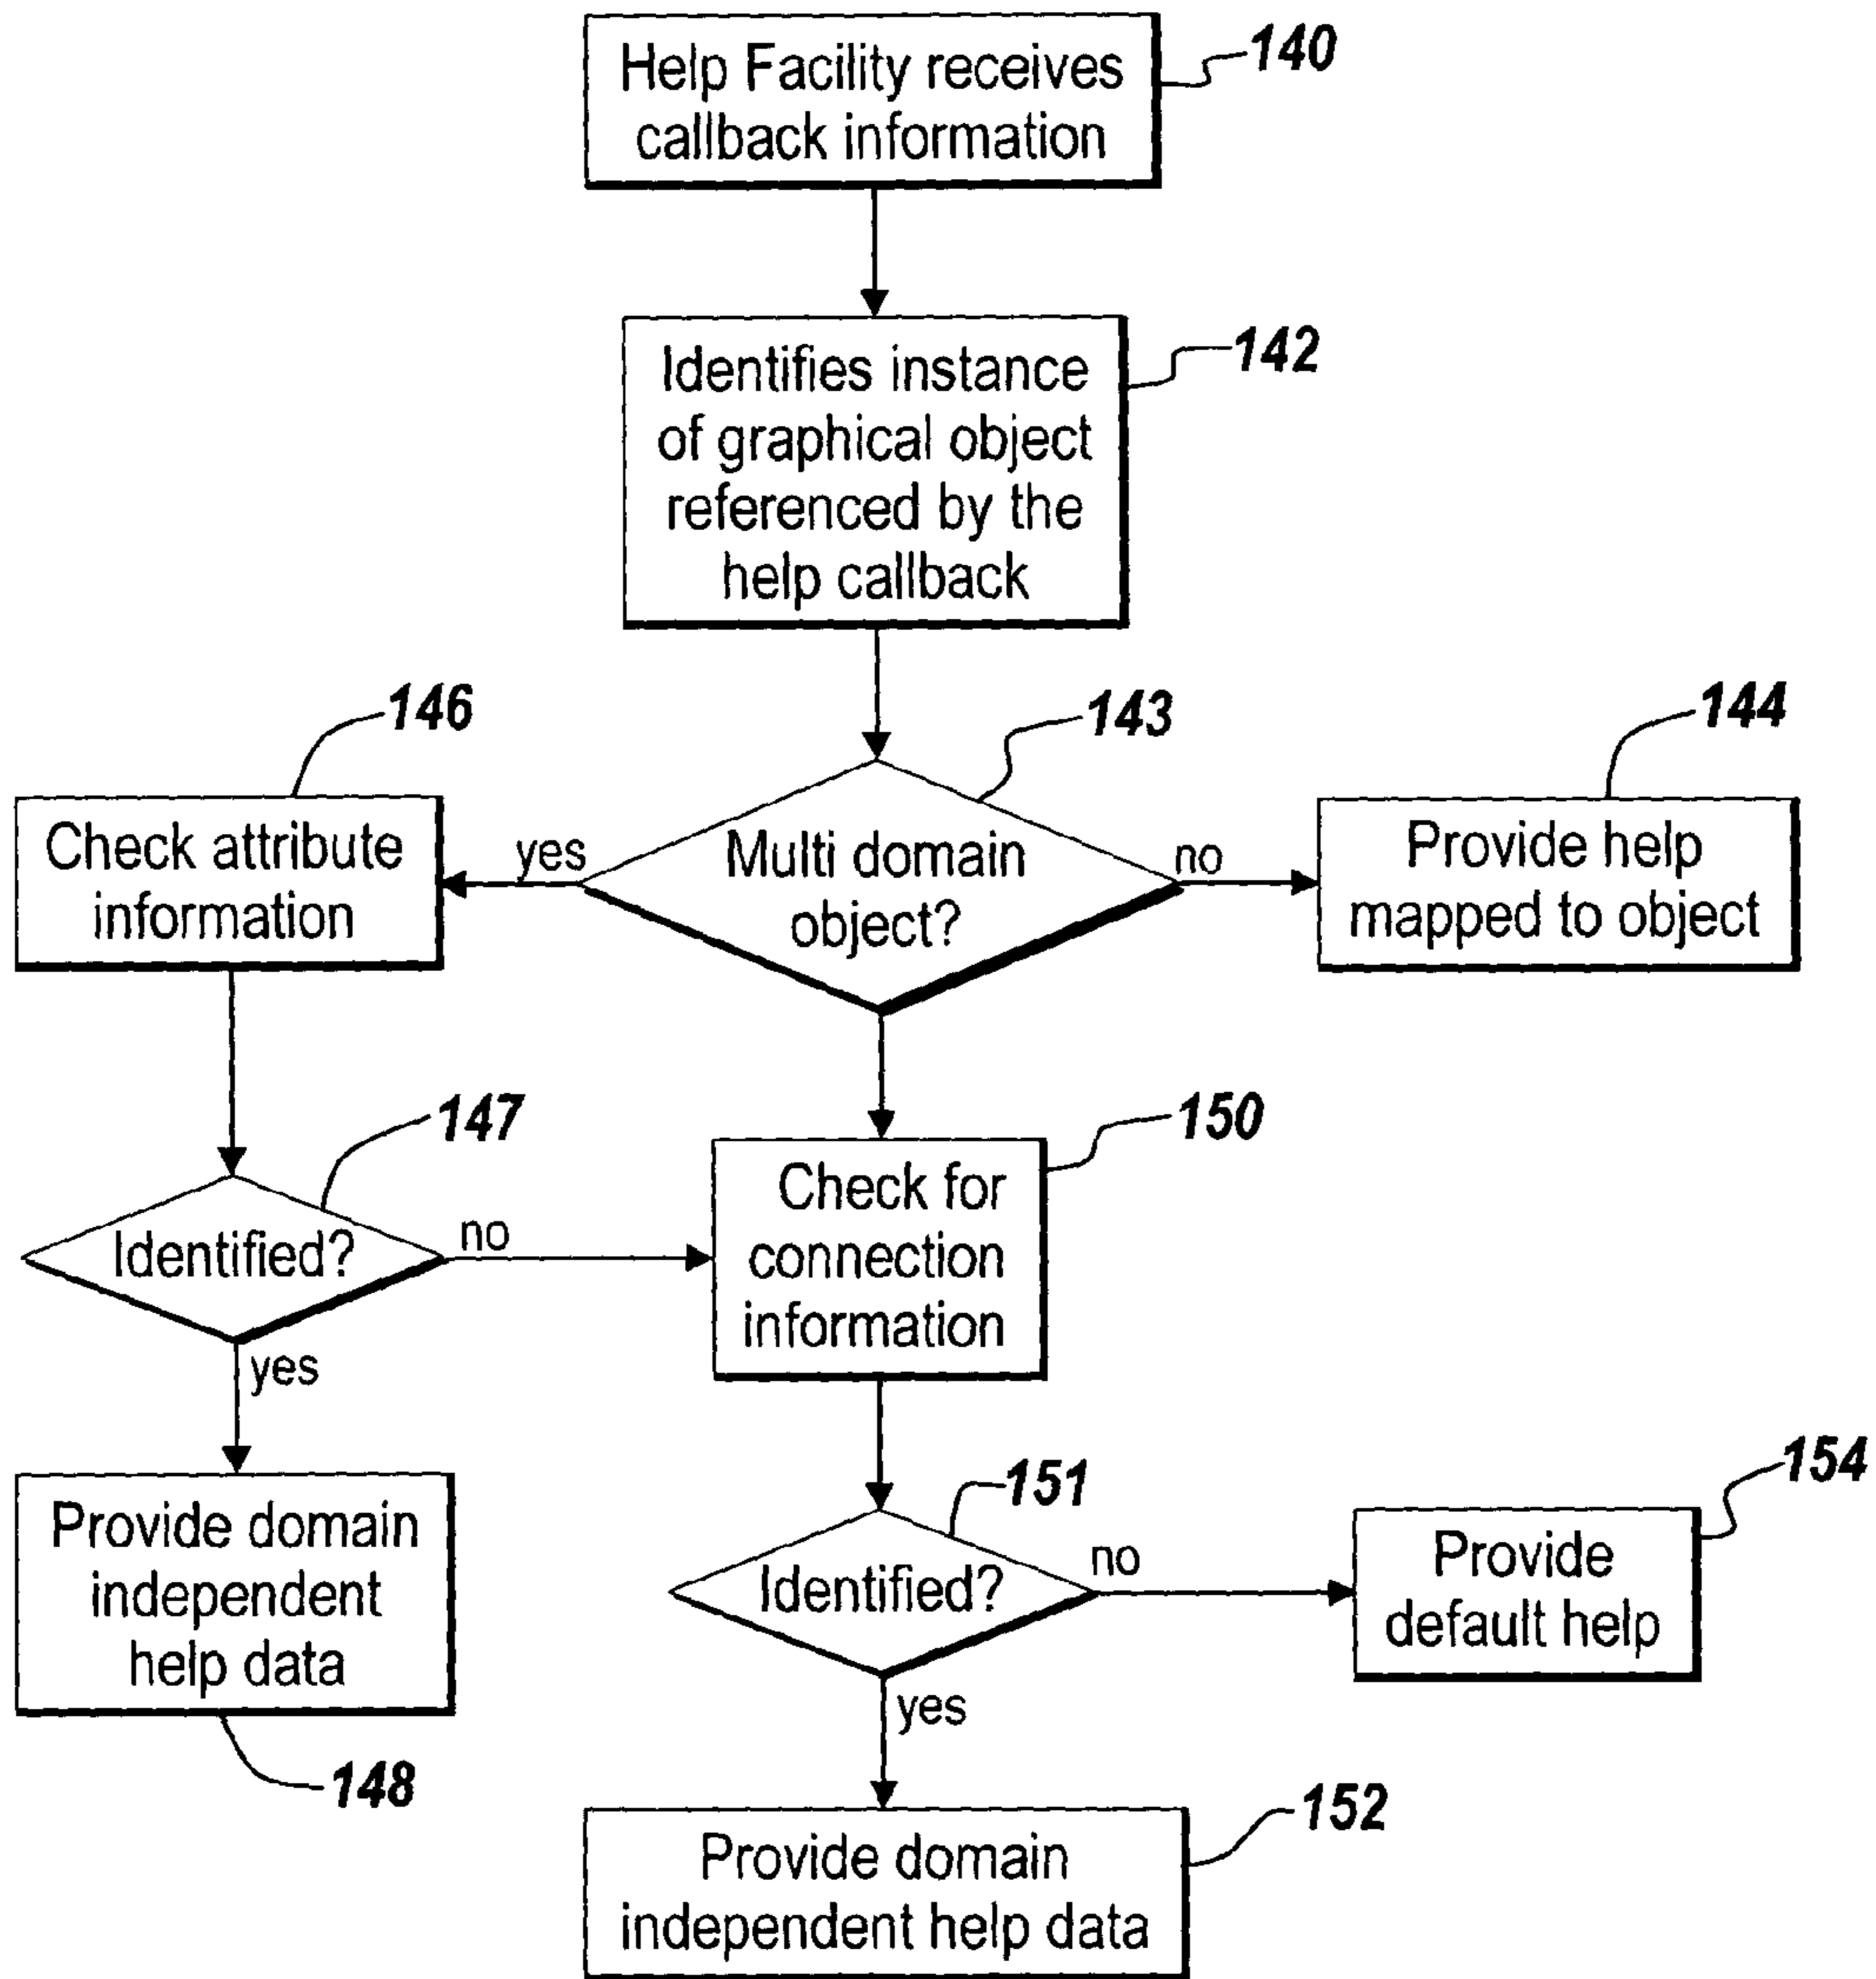 Help Facility receives
callback information
140
Identifies instance
of graphical object
referenced by the
help callback
142
146
143
144
Check attribute
information
yes
Multi domain
object?
no
Provide help
mapped to object
147
150
Identified?
no
Check for
connection
information
yes
151
154
Provide domain
independent
help data
Identified?
no
Provide
default help
yes
148
152
Provide domain
independent help data